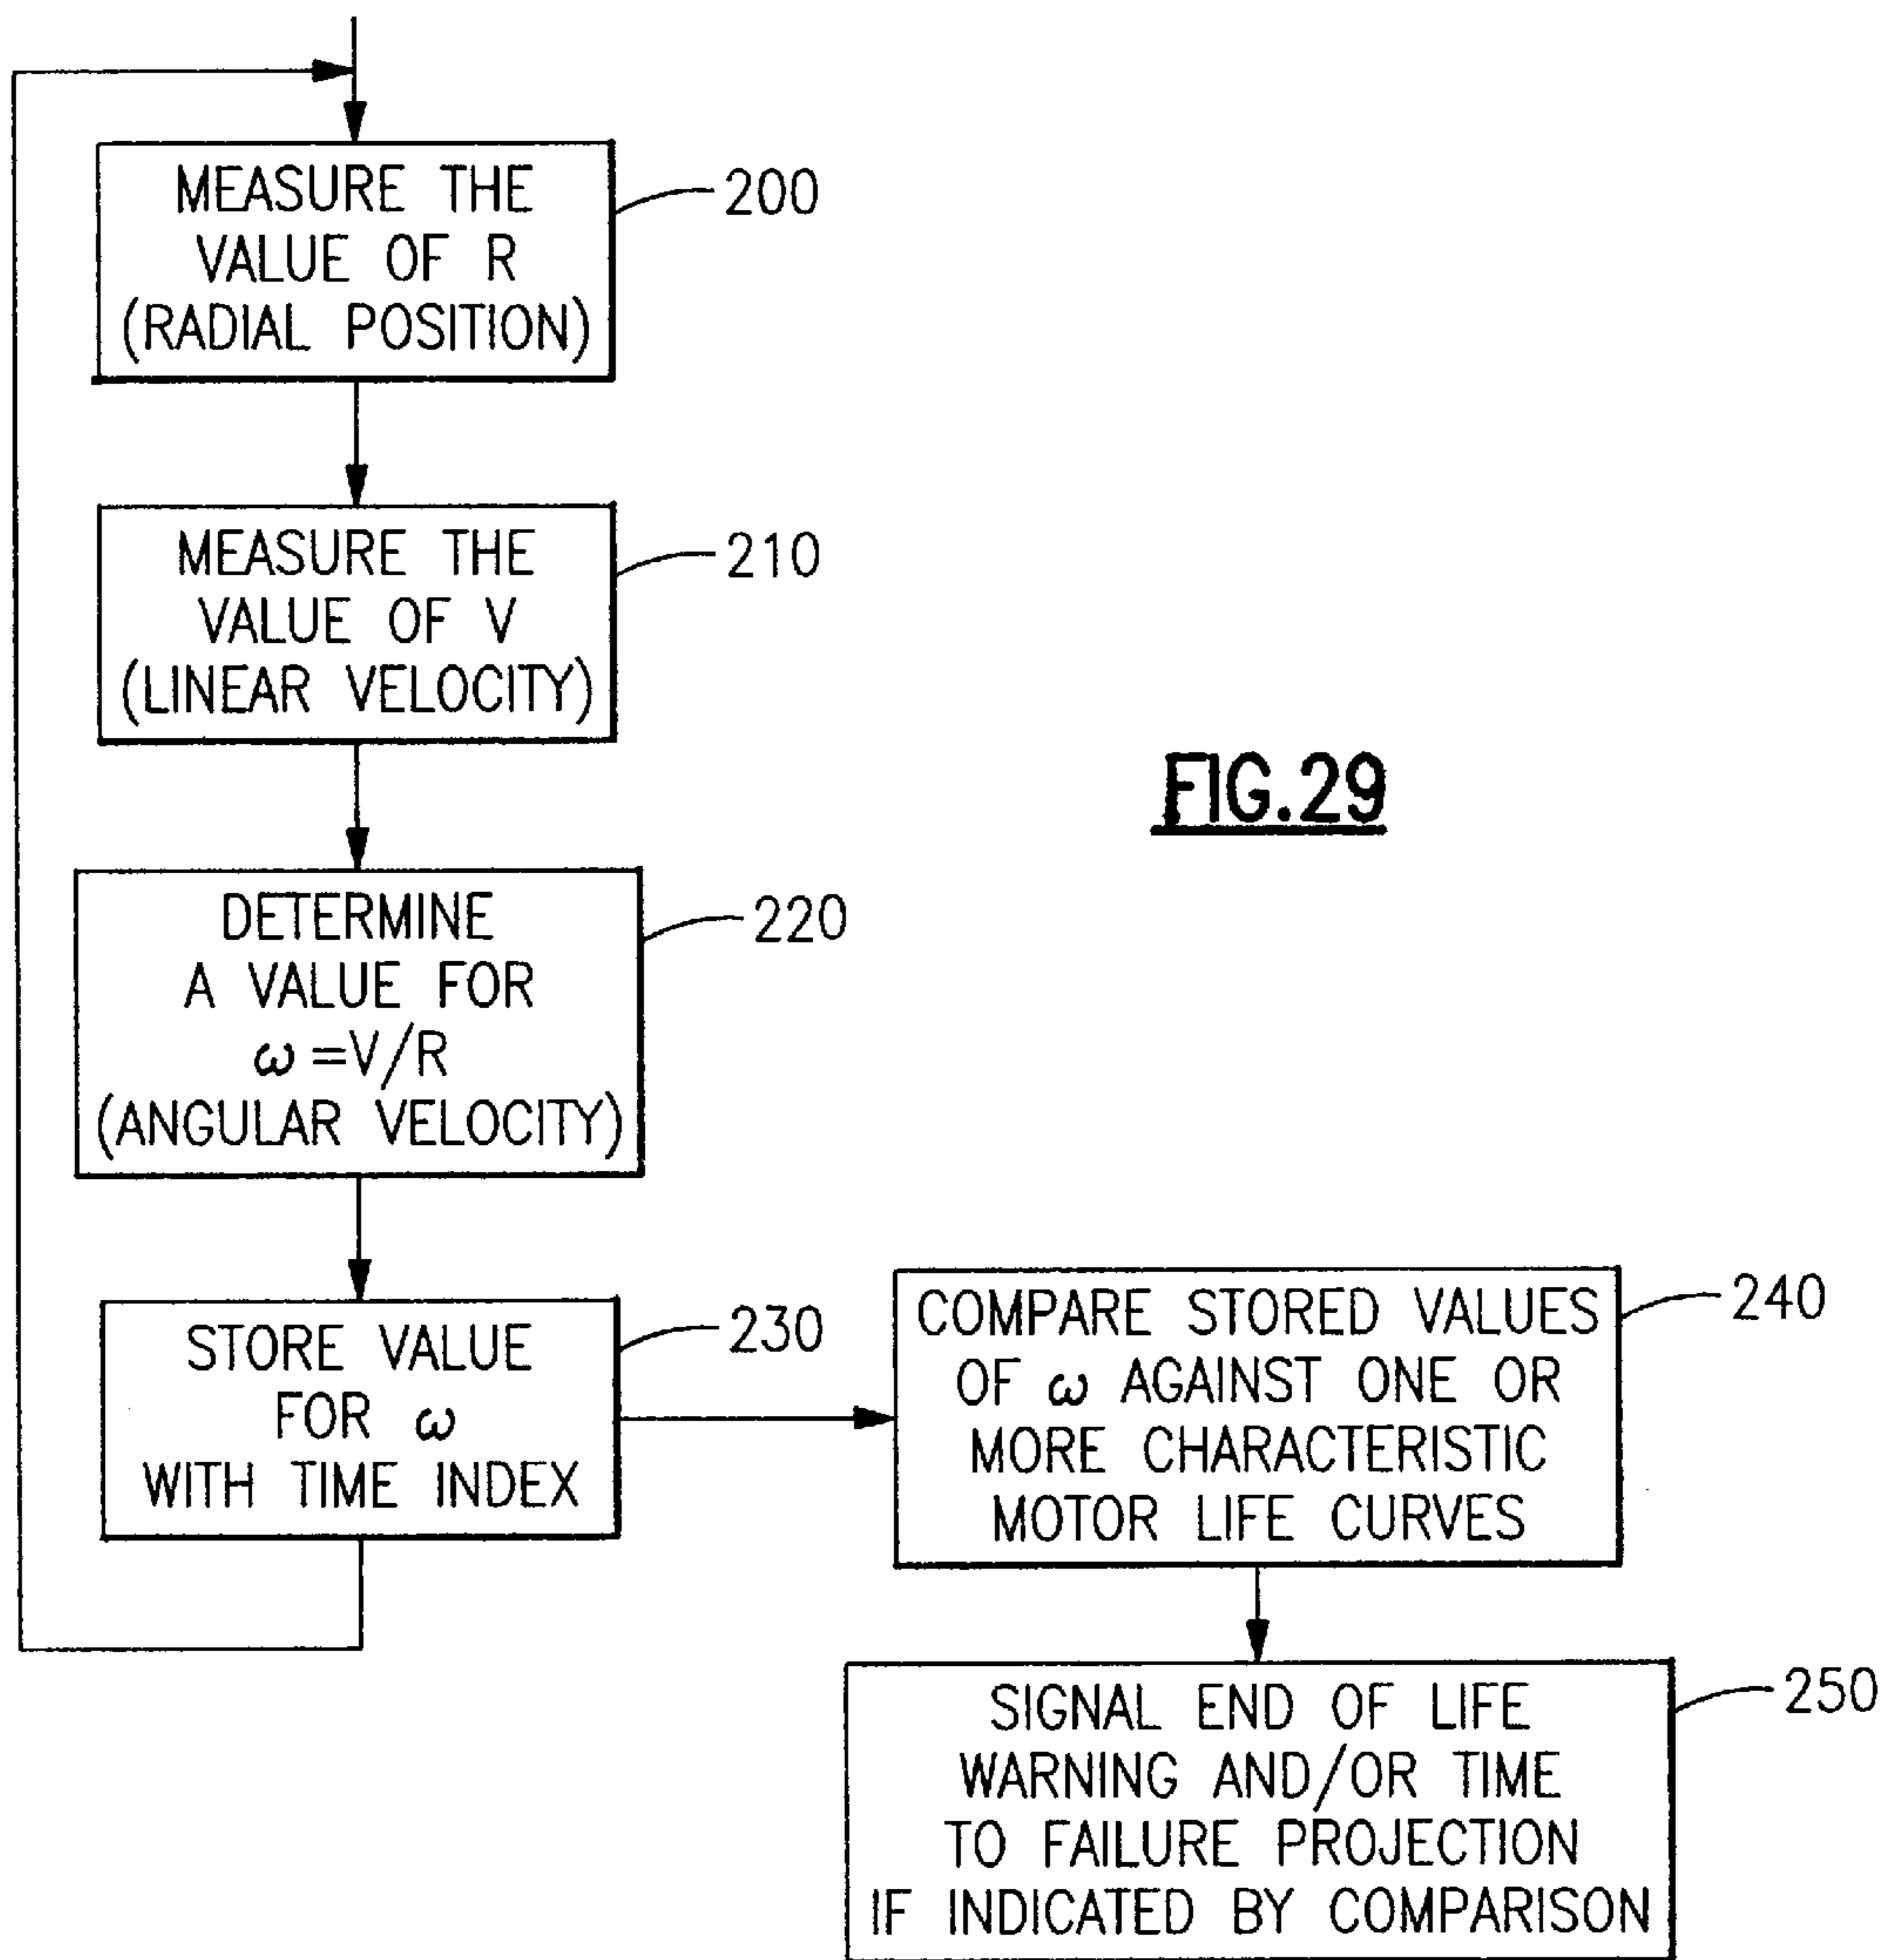 MEASURE THE
VALUE OF R
(RADIAL POSITION)
200
MEASURE THE
VALUE OF V
(LINEAR VELOCITY)
210
FIG.29
DETERMINE
A VALUE FOR
ω=V/R
(ANGULAR VELOCITY)
220
STORE VALUE
FOR ω
WITH TIME INDEX
230
COMPARE STORED VALUES
OF ω AGAINST ONE OR
MORE CHARACTERISTIC
MOTOR LIFE CURVES
240
SIGNAL END OF LIFE
WARNING AND/OR TIME
TO FAILURE PROJECTION
IF INDICATED BY COMPARISON
250